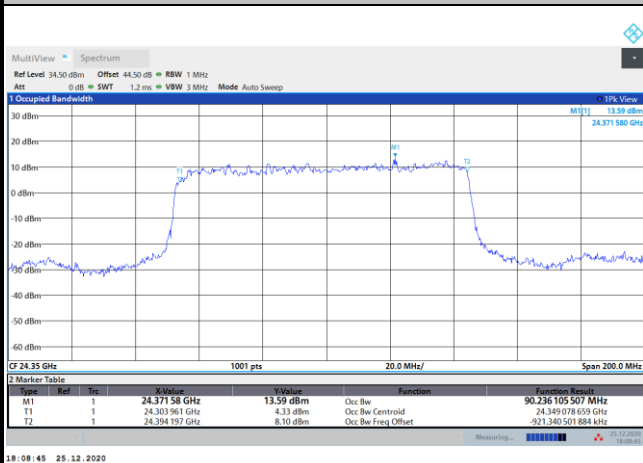 MultiView Spectrum
Ref Level 34.50 dBm Offset 44.50 dB RBW 1 MHz
Att 0 dB SWT 1.2 ms VBW 3 MHz Mode Auto Sweep
1 Occupied Bandwidth 1Pk View
M1[1] 13.59 dBm
24.371 580 GHz
30 dBm
20 dBm
M1
10 dBm
T1
T2
0 dBm
-10 dBm
-20 dBm
-30 dBm
-40 dBm
-50 dBm
-60 dBm
CF 24.35 GHz 1001 pts 20.0 MHz/ Span 200.0 MHz
2 Marker Table
Type Ref Trc X-Value Y-Value Function Function Result
M1 1 24.371 58 GHz 13.59 dBm Occ Bw 90.236 105 507 MHz
T1 1 24.303 961 GHz 4.33 dBm Occ Bw Centroid 24.349 078 659 GHz
T2 1 24.394 197 GHz 8.10 dBm Occ Bw Freq Offset -921.340 501 884 kHz
Measuring... 25.12.2020
18:08:45
18:08:45 25.12.2020